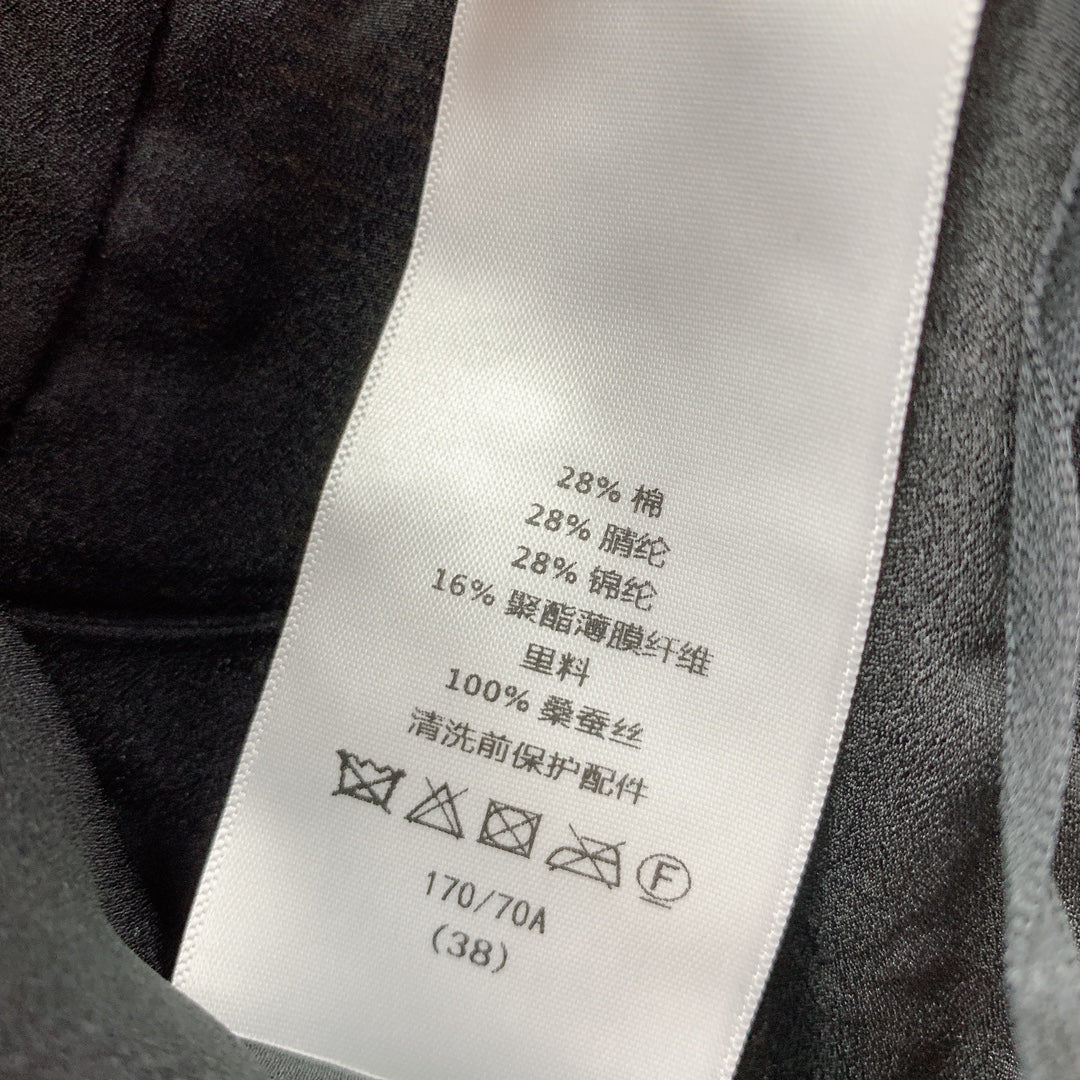 28% 棉
28% 腈纶
28% 锦纶
16% 聚酯薄膜纤维
里料
100% 桑蚕丝
清洗前保护配件
F
170/70A
(38)